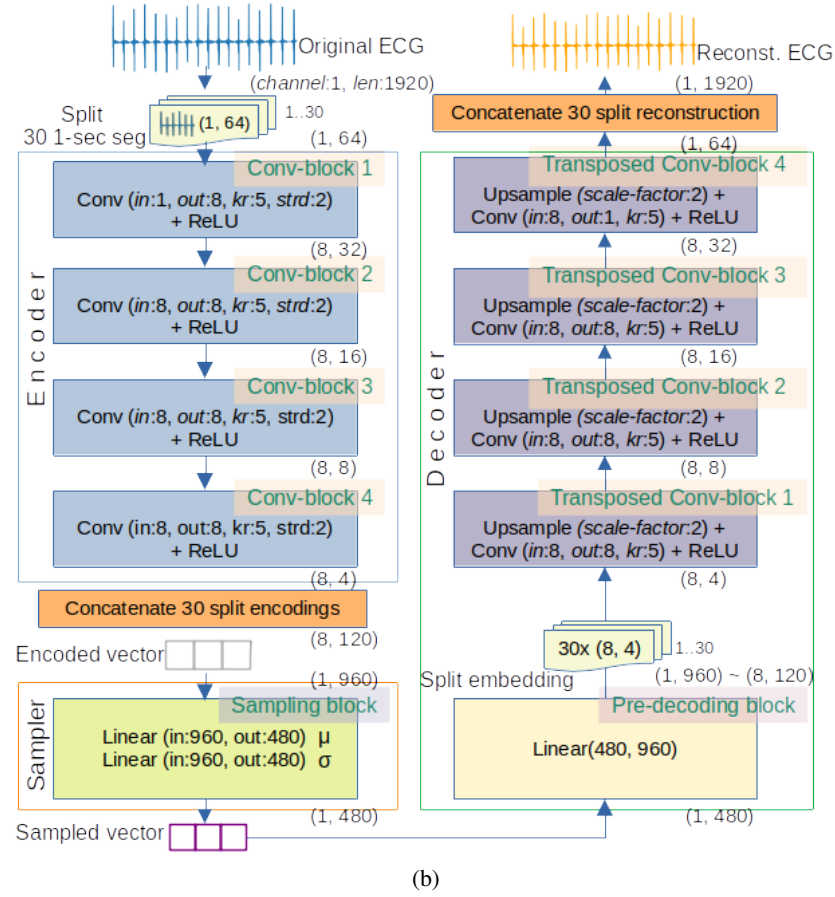 Original ECG
(channel:1, len:1920)
Split
30 1-sec seg
(1, 64)
1..30
(1, 64)
Encoder
Conv-block 1
Conv (in:1, out:8, kr:5, strd:2)
+ ReLU
(8, 32)
Conv-block 2
Conv (in:8, out:8, kr:5, strd:2)
+ ReLU
(8, 16)
Conv-block 3
Conv (in:8, out:8, kr:5, strd:2)
+ ReLU
(8, 8)
Conv-block 4
Conv (in:8, out:8, kr:5, strd:2)
+ ReLU
(8, 4)
Concatenate 30 split encodings
(8, 120)
Encoded vector
(1, 960)
Sampler
Sampling block
Linear (in:960, out:480) μ
Linear (in:960, out:480) σ
(1, 480)
Sampled vector
Reconst. ECG
(1, 1920)
Concatenate 30 split reconstruction
(1, 64)
Decoder
Transposed Conv-block 4
Upsample (scale-factor:2) +
Conv (in:8, out:1, kr:5) + ReLU
(8, 32)
Transposed Conv-block 3
Upsample (scale-factor:2) +
Conv (in:8, out:8, kr:5) + ReLU
(8, 16)
Transposed Conv-block 2
Upsample (scale-factor:2) +
Conv (in:8, out:8, kr:5) + ReLU
(8, 8)
Transposed Conv-block 1
Upsample (scale-factor:2) +
Conv (in:8, out:8, kr:5) + ReLU
(8, 4)
30x (8, 4)
1..30
Split embedding
(1, 960) ~ (8, 120)
Pre-decoding block
Linear(480, 960)
(1, 480)
(b)